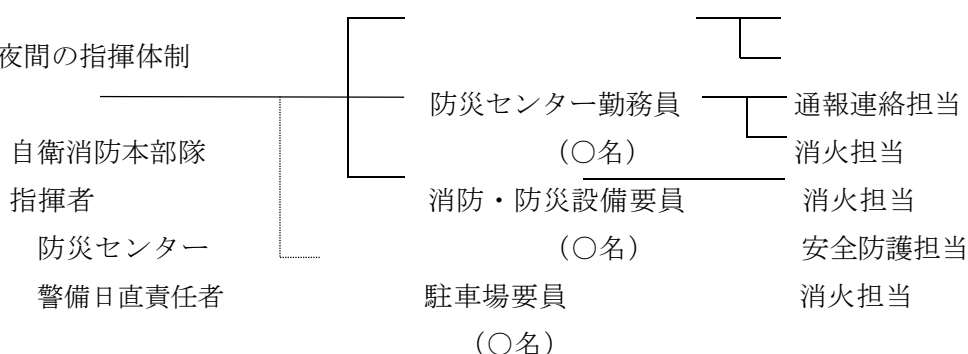 夜間の指揮体制
防災センター勤務員
通報連絡担当
自衛消防本部隊
(○名)
消火担当
指揮者
消防・防災設備要員
消火担当
防災センター
(○名)
安全防護担当
警備日直責任者
駐車場要員
消火担当
(○名)